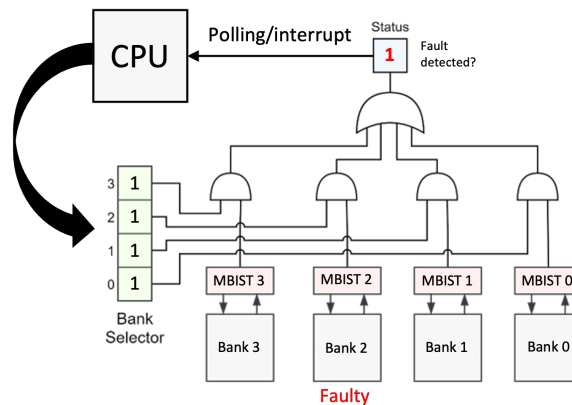 Polling/interrupt
Status
CPU
1
Fault
detected?
3 1
2 1
1 1
0 1
Bank
Selector
MBIST 3
MBIST 2
MBIST 1
MBIST 0
Bank 3
Bank 2
Bank 1
Bank 0
Faulty